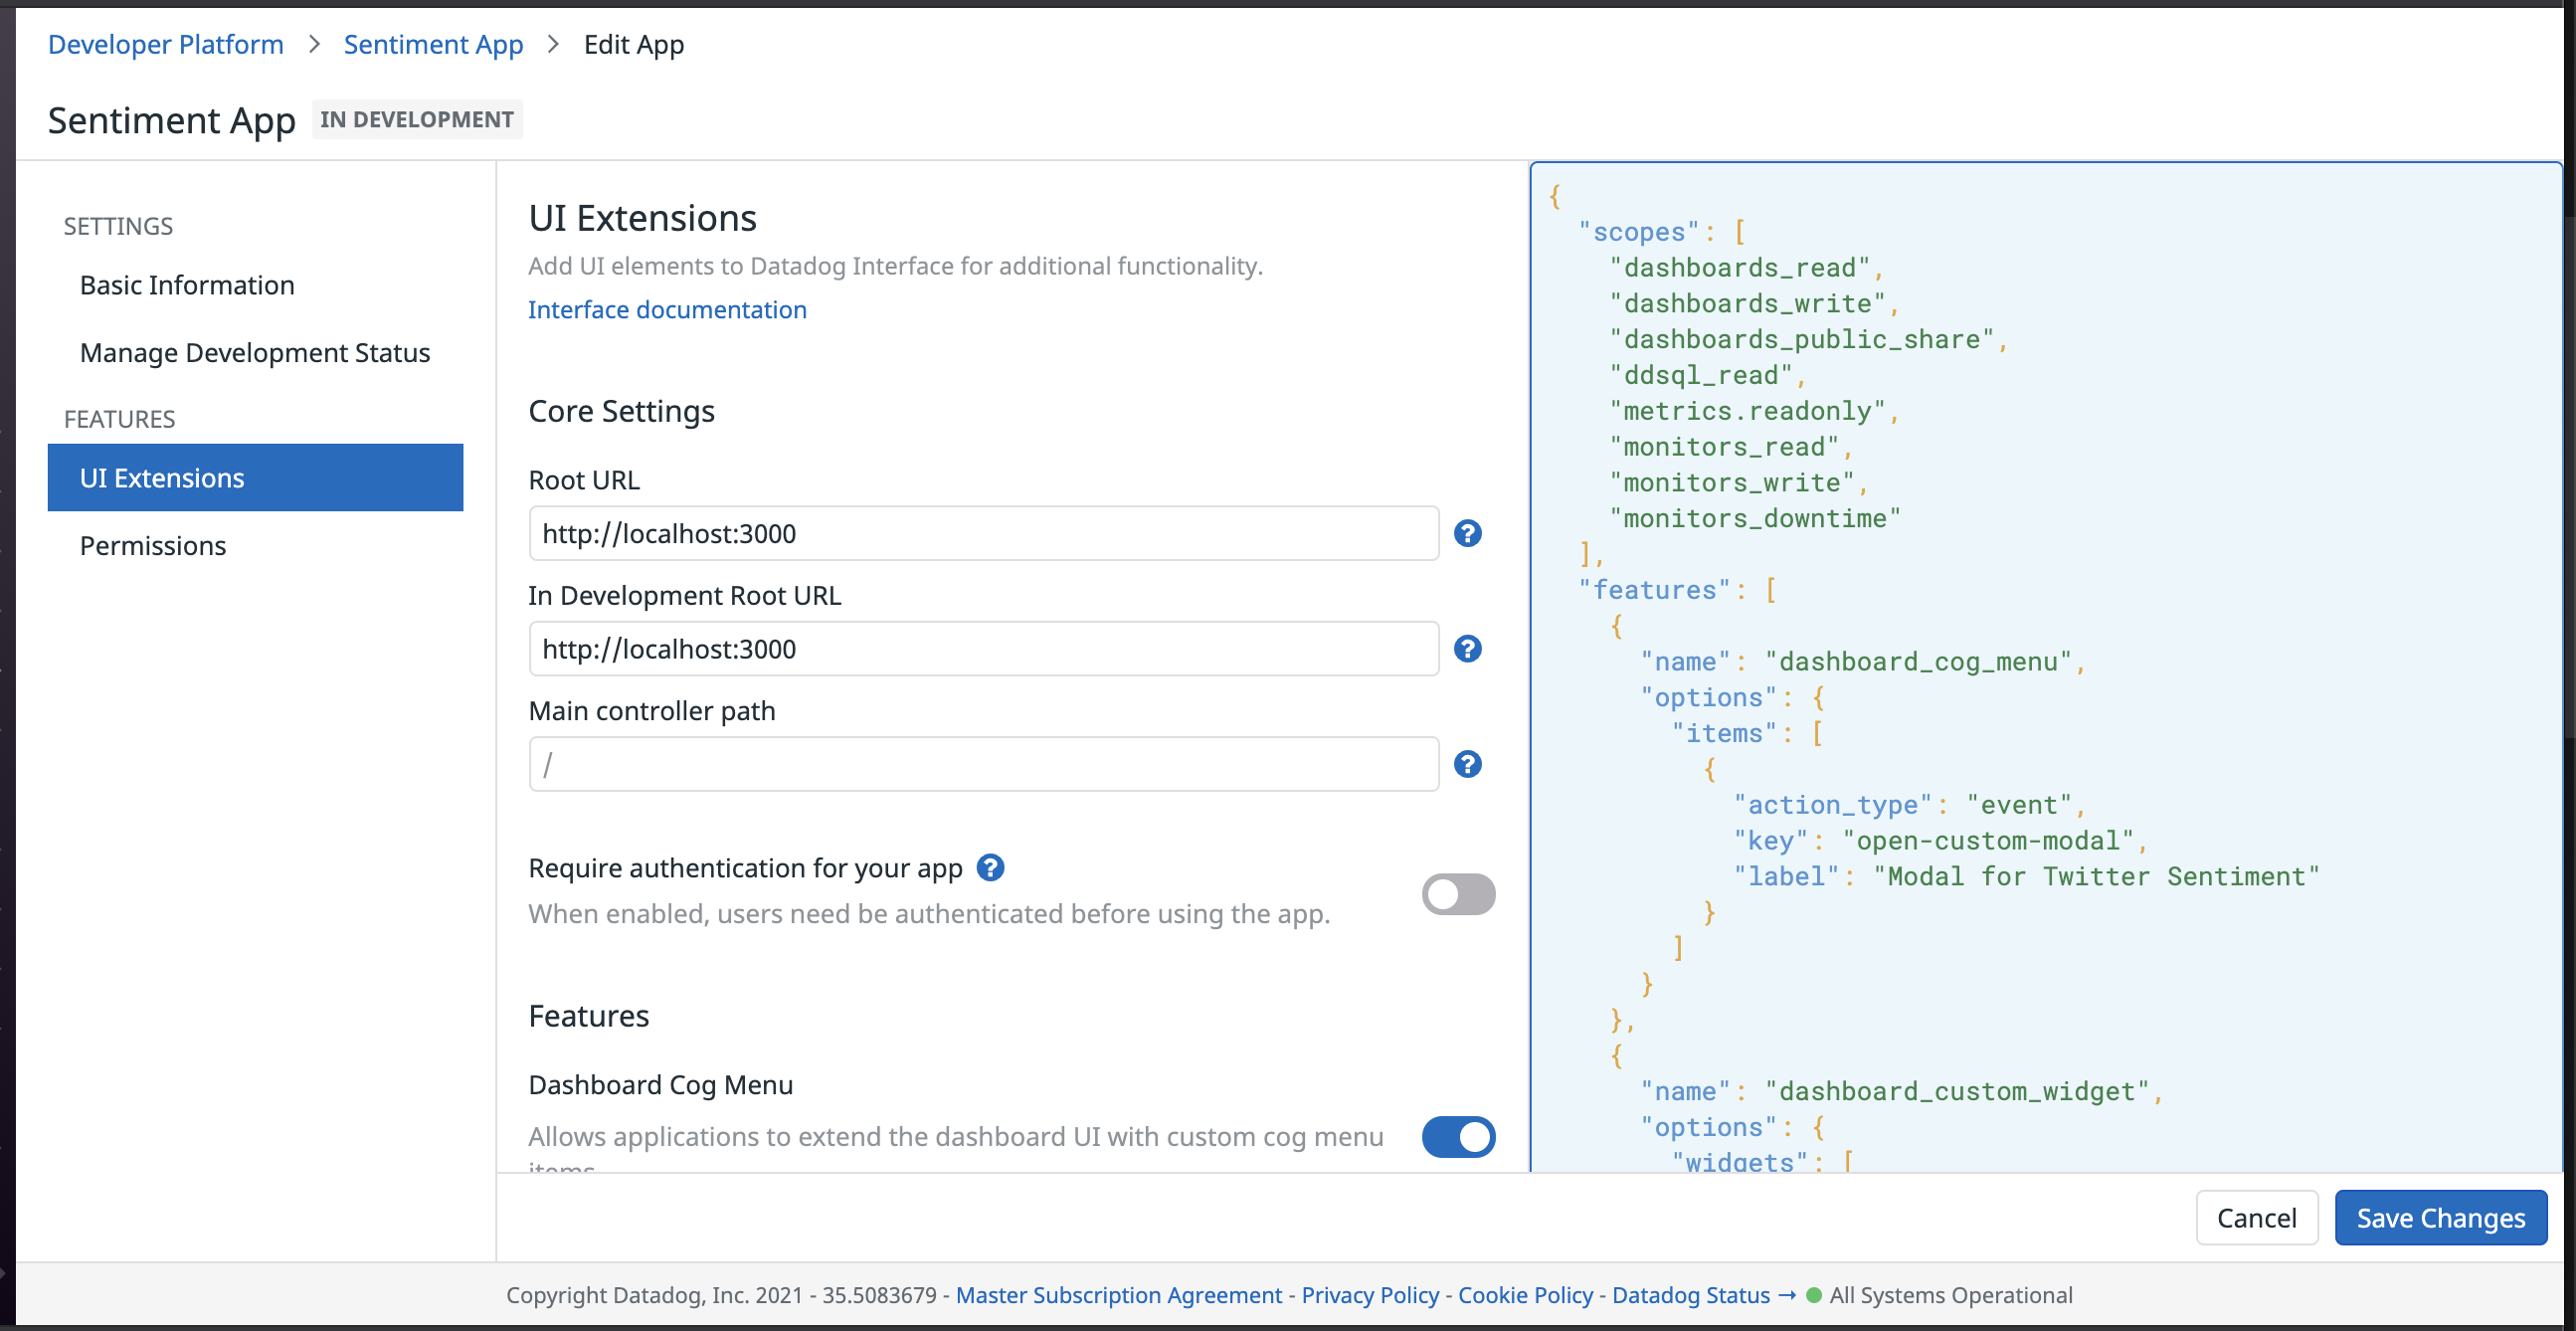 Developer Platform > Sentiment App > Edit App
Sentiment App IN DEVELOPMENT
SETTINGS
Basic Information
Manage Development Status
FEATURES
UI Extensions
Permissions
UI Extensions
Add UI elements to Datadog Interface for additional functionality.
Interface documentation
Core Settings
Root URL
http://localhost:3000
In Development Root URL
http://localhost:3000
Main controller path
/
Require authentication for your app
When enabled, users need be authenticated before using the app.
Features
Dashboard Cog Menu
Allows applications to extend the dashboard UI with custom cog menu
items
{
"scopes": [
"dashboards_read",
"dashboards_write",
"dashboards_public_share",
"ddsql_read",
"metrics.readonly",
"monitors_read",
"monitors_write",
"monitors_downtime"
],
"features": [
{
"name": "dashboard_cog_menu",
"options": {
"items": [
{
"action_type": "event",
"key": "open-custom-modal",
"label": "Modal for Twitter Sentiment"
}
]
}
},
{
"name": "dashboard_custom_widget",
"options": {
"widgets": [
Cancel
Save Changes
Copyright Datadog, Inc. 2021 - 35.5083679 - Master Subscription Agreement - Privacy Policy - Cookie Policy - Datadog Status → All Systems Operational